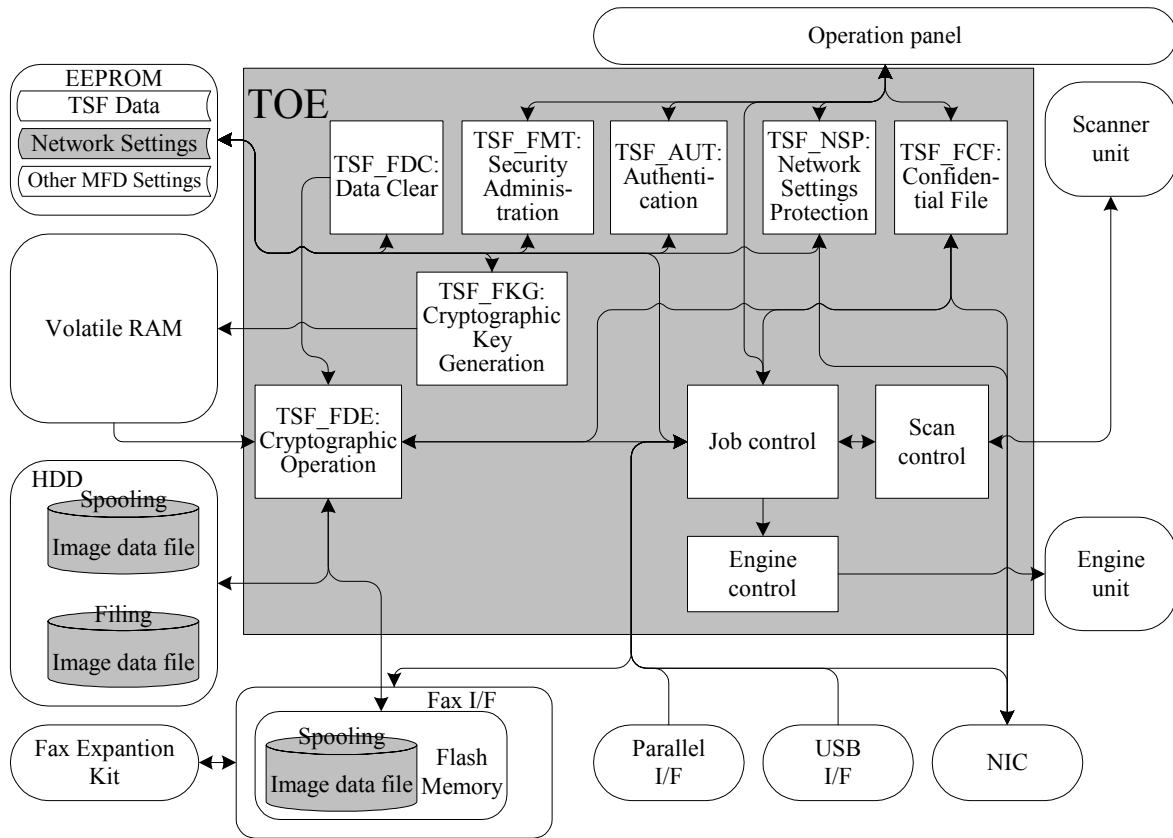 Operation panel
EEPROM
TSF Data
Network Settings
Other MFD Settings
TOE
TSF_FDC:
Data Clear
TSF_FMT:
Security
Adminis-
tration
TSF_AUT:
Authenti-
cation
TSF_NSP:
Network
Settings
Protection
TSF_FCF:
Confiden-
tial File
Scanner
unit
Volatile RAM
TSF_FKG:
Cryptographic
Key
Generation
TSF_FDE:
Cryptographic
Operation
Job control
Scan
control
HDD
Spooling
Image data file
Filing
Image data file
Engine
control
Engine
unit
Fax I/F
Spooling
Image data file
Flash
Memory
Fax Expantion
Kit
Parallel
I/F
USB
I/F
NIC